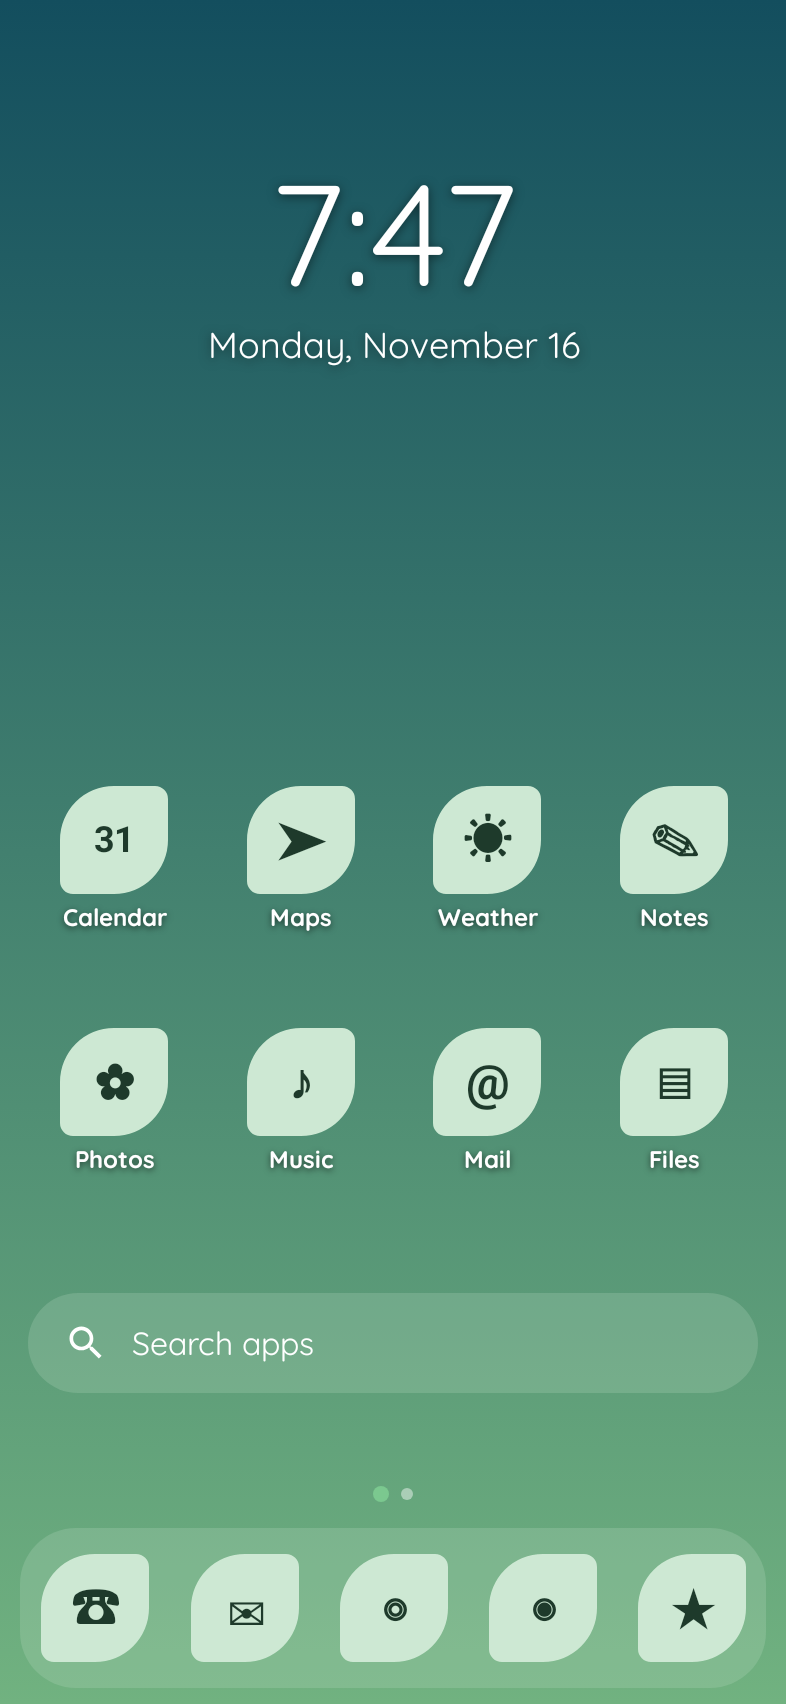 7:47
Monday, November 16
31
Calendar
Maps
Weather
Notes
@
Photos
Music
Mail
Files
Search apps